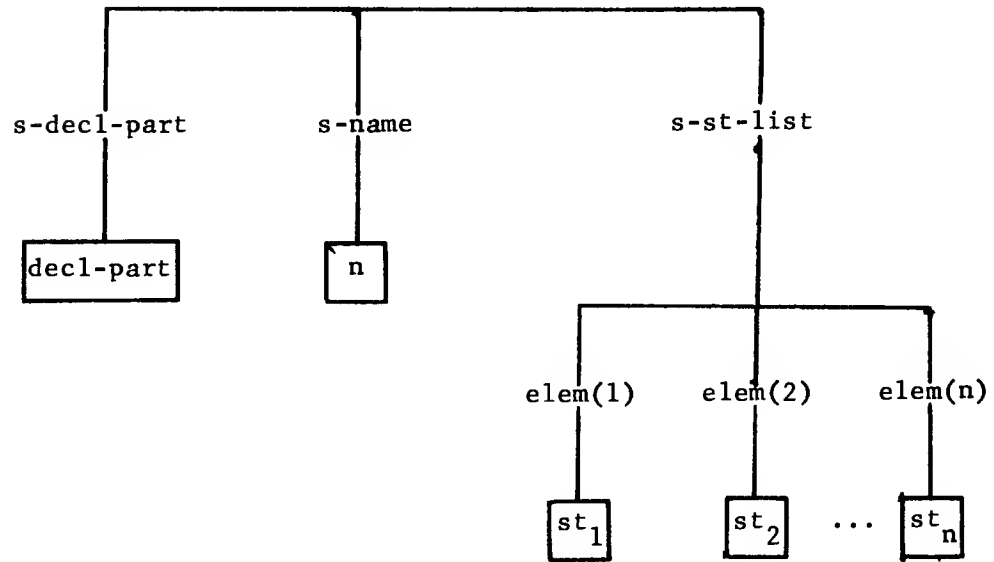 s-decl-part s-name s-st-list
decl-part n
elem(1) elem(2) elem(n)
st1 st2 ... stn